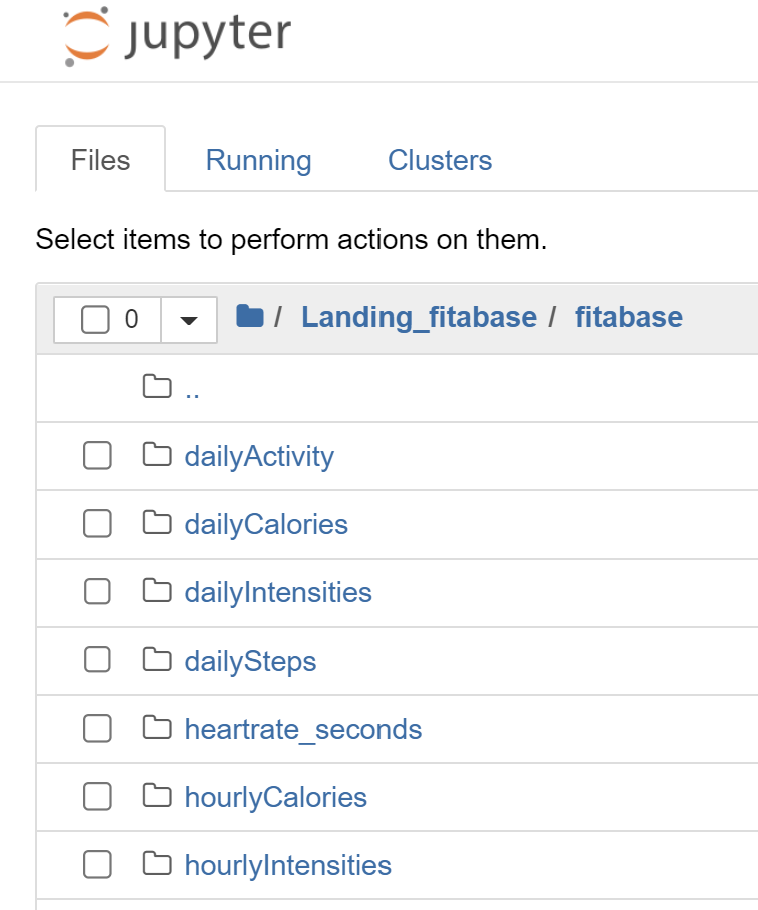 jupyter
Files Running Clusters
Select items to perform actions on them.
0 / Landing_fitabase / fitabase
..
dailyActivity
dailyCalories
dailyIntensities
dailySteps
heartrate_seconds
hourlyCalories
hourlyIntensities